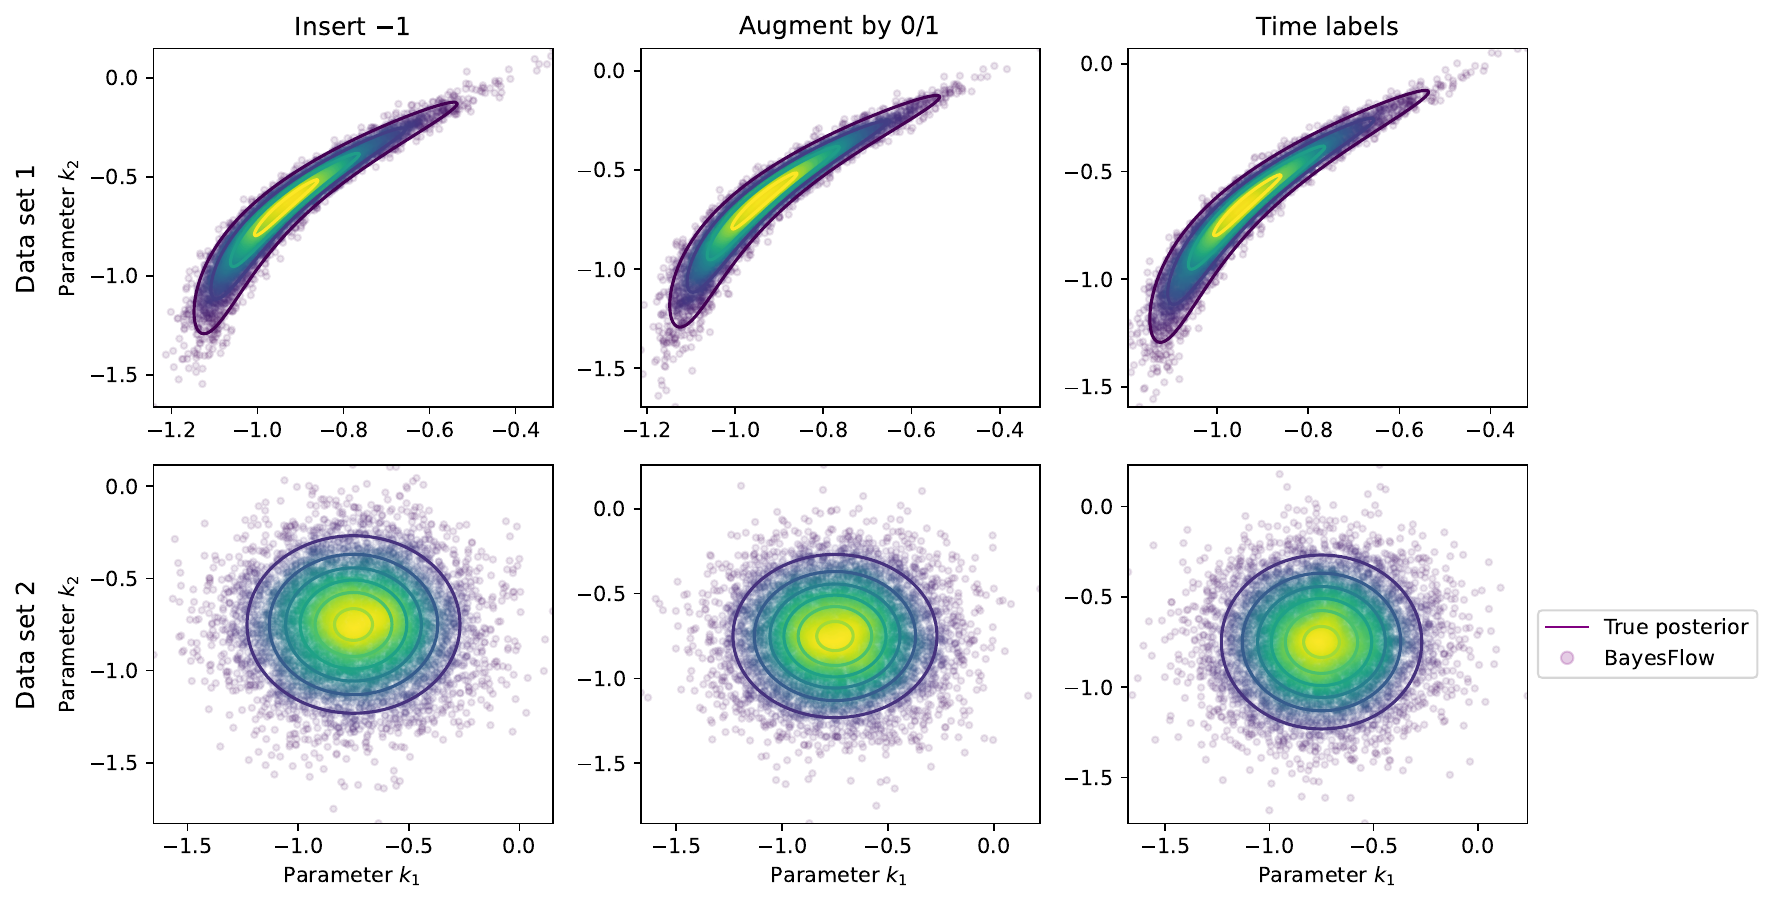 Insert −1
Augment by 0/1
Time labels
Data set 1
Parameter k₂
0.0
−0.5
−1.0
−1.5
−1.2 −1.0 −0.8 −0.6 −0.4
0.0
−0.5
−1.0
−1.5
−1.2 −1.0 −0.8 −0.6 −0.4
0.0
−0.5
−1.0
−1.5
−1.0 −0.8 −0.6 −0.4
Data set 2
Parameter k₂
0.0
−0.5
−1.0
−1.5
−1.5 −1.0 −0.5 0.0
Parameter k₁
0.0
−0.5
−1.0
−1.5
−1.5 −1.0 −0.5 0.0
Parameter k₁
0.0
−0.5
−1.0
−1.5
−1.5 −1.0 −0.5 0.0
Parameter k₁
True posterior
BayesFlow